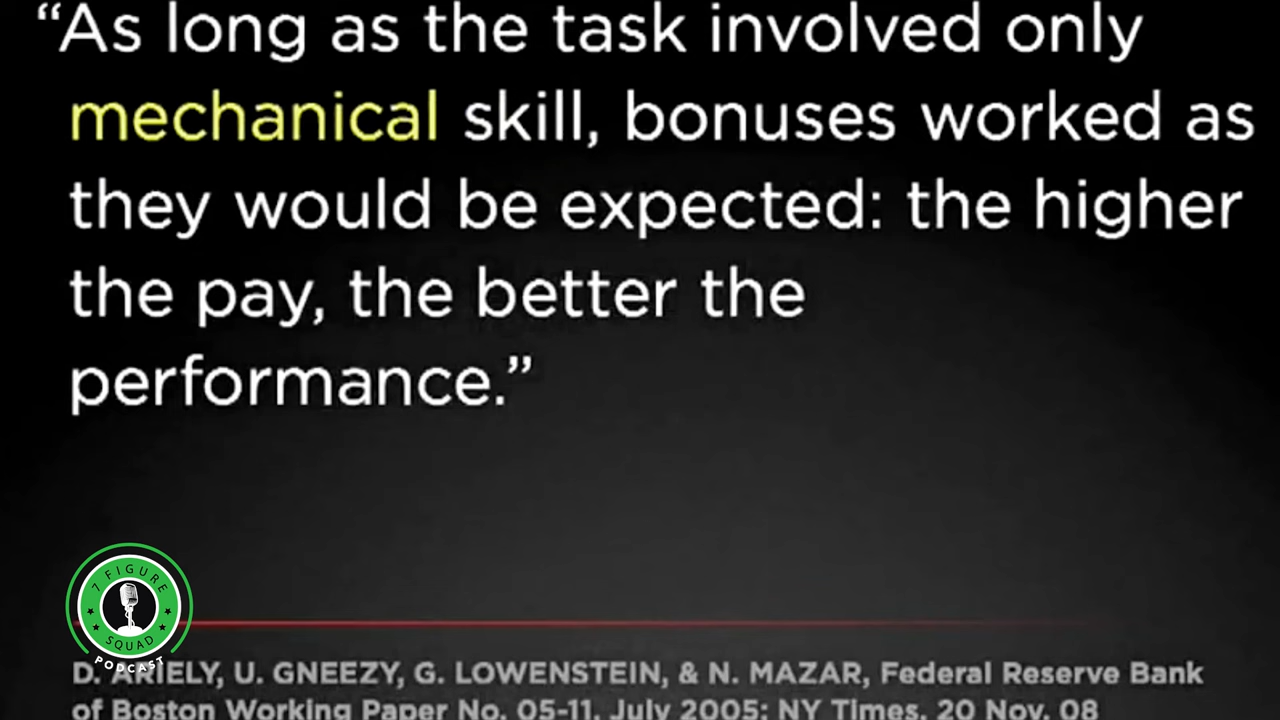 “As long as the task involved only
mechanical skill, bonuses worked as
they would be expected: the higher
the pay, the better the
performance.”
7 FIGURE
SQUAD
PODCAST
D. ARIELY, U. GNEEZY, G. LOWENSTEIN, & N. MAZAR, Federal Reserve Bank
of Boston Working Paper No. 05-11, July 2005; NY Times, 20 Nov. 08